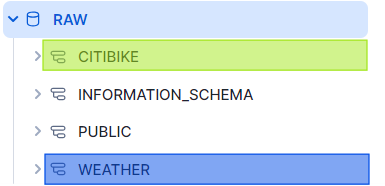 RAW
CITIBIKE
INFORMATION_SCHEMA
PUBLIC
WEATHER